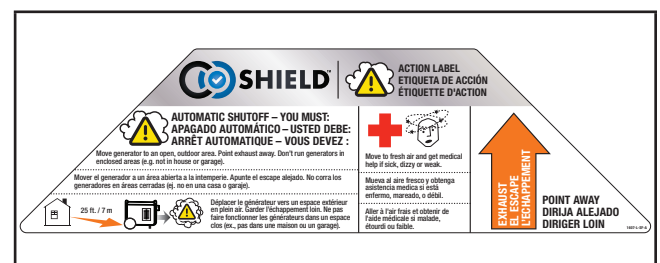 CO SHIELD™
ACTION LABEL
ETIQUETA DE ACCIÓN
ÉTIQUETTE D'ACTION
AUTOMATIC SHUTOFF – YOU MUST:
APAGADO AUTOMÁTICO – USTED DEBE:
ARRÊT AUTOMATIQUE – VOUS DEVEZ :
Move generator to an open, outdoor area. Point exhaust away. Don't run generators in
enclosed areas (e.g. not in house or garage).
Mover el generador a un área abierta a la intemperie. Apunte el escape alejado. No corra los
generadores en áreas cerradas (ej. no en una casa o garaje).
25 ft. / 7 m
Déplacer le générateur vers un espace extérieur
en plein air. Garder l'échappement loin. Ne pas
faire fonctionner les générateurs dans un espace
clos (ex., pas dans une maison ou un garage).
Move to fresh air and get medical
help if sick, dizzy or weak.
Mueva al aire fresco y obtenga
asistencia medica si está
enfermo, mareado, o débil.
Aller à l'air frais et obtenir de
l'aide médicale si malade,
étourdi ou faible.
EXHAUST
EL ESCAPE
L'ÉCHAPPEMENT
POINT AWAY
DIRIJA ALEJADO
DIRIGER LOIN